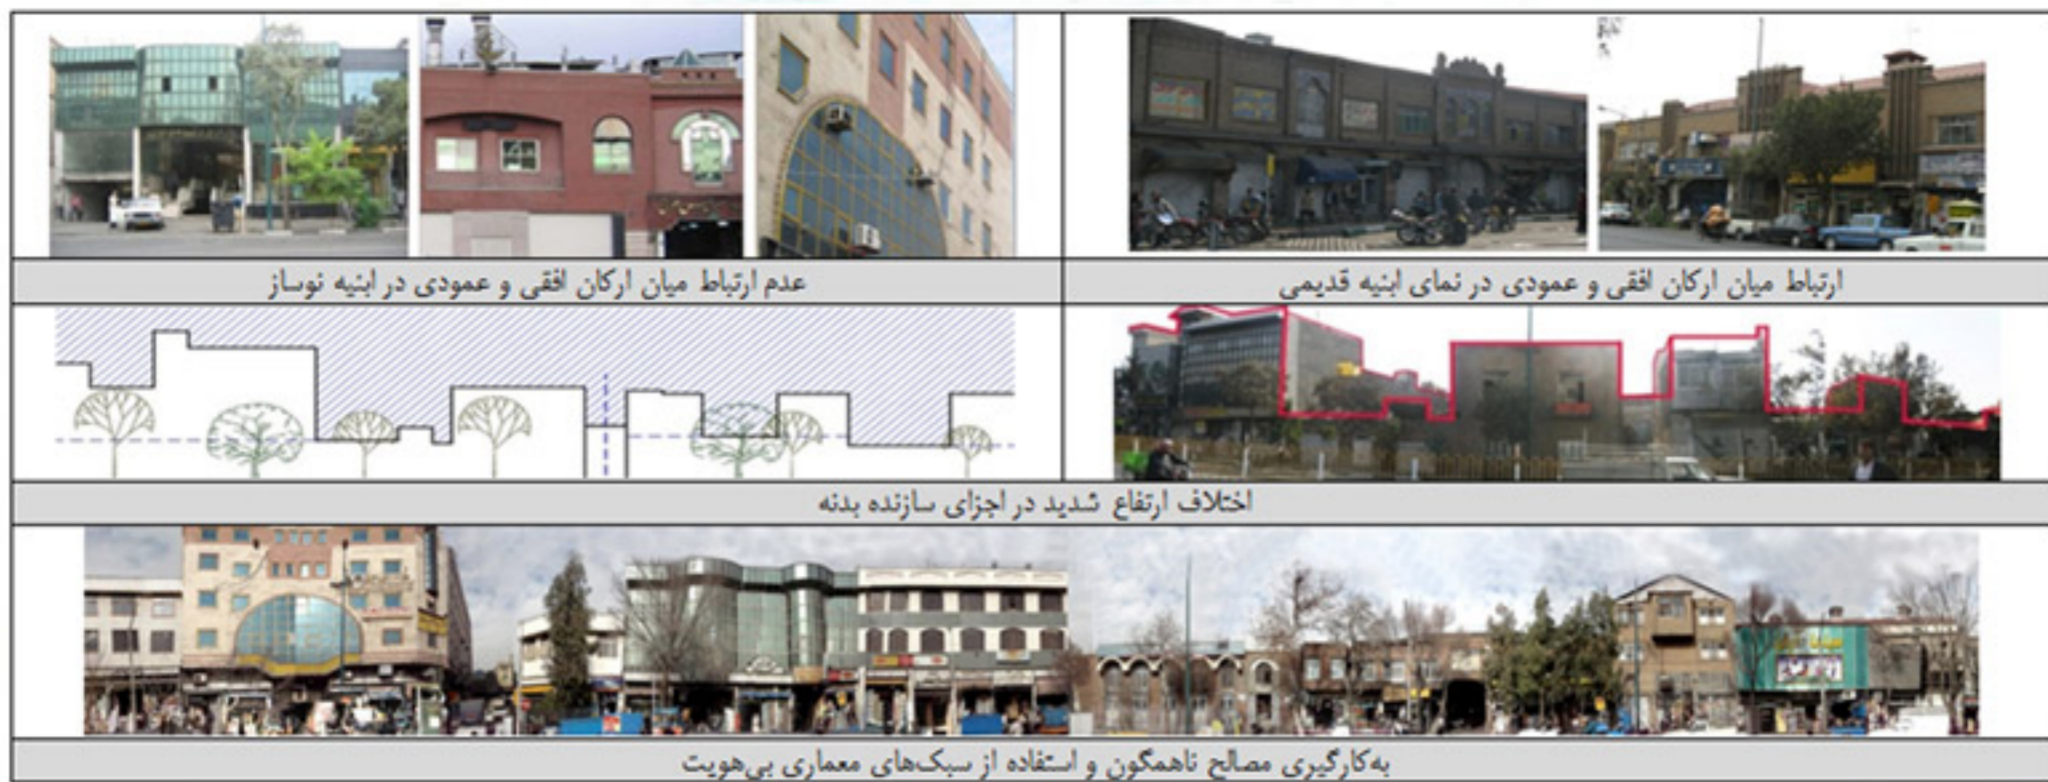 ارتباط میان ارکان افقی و عمودی در نمای ابنیه قدیمی
عدم ارتباط میان ارکان افقی و عمودی در ابنیه نوساز
اختلاف ارتفاع شدید در اجزای سازنده بدنه
به‌کارگیری مصالح ناهمگون و استفاده از سبک‌های معماری بی‌هویت